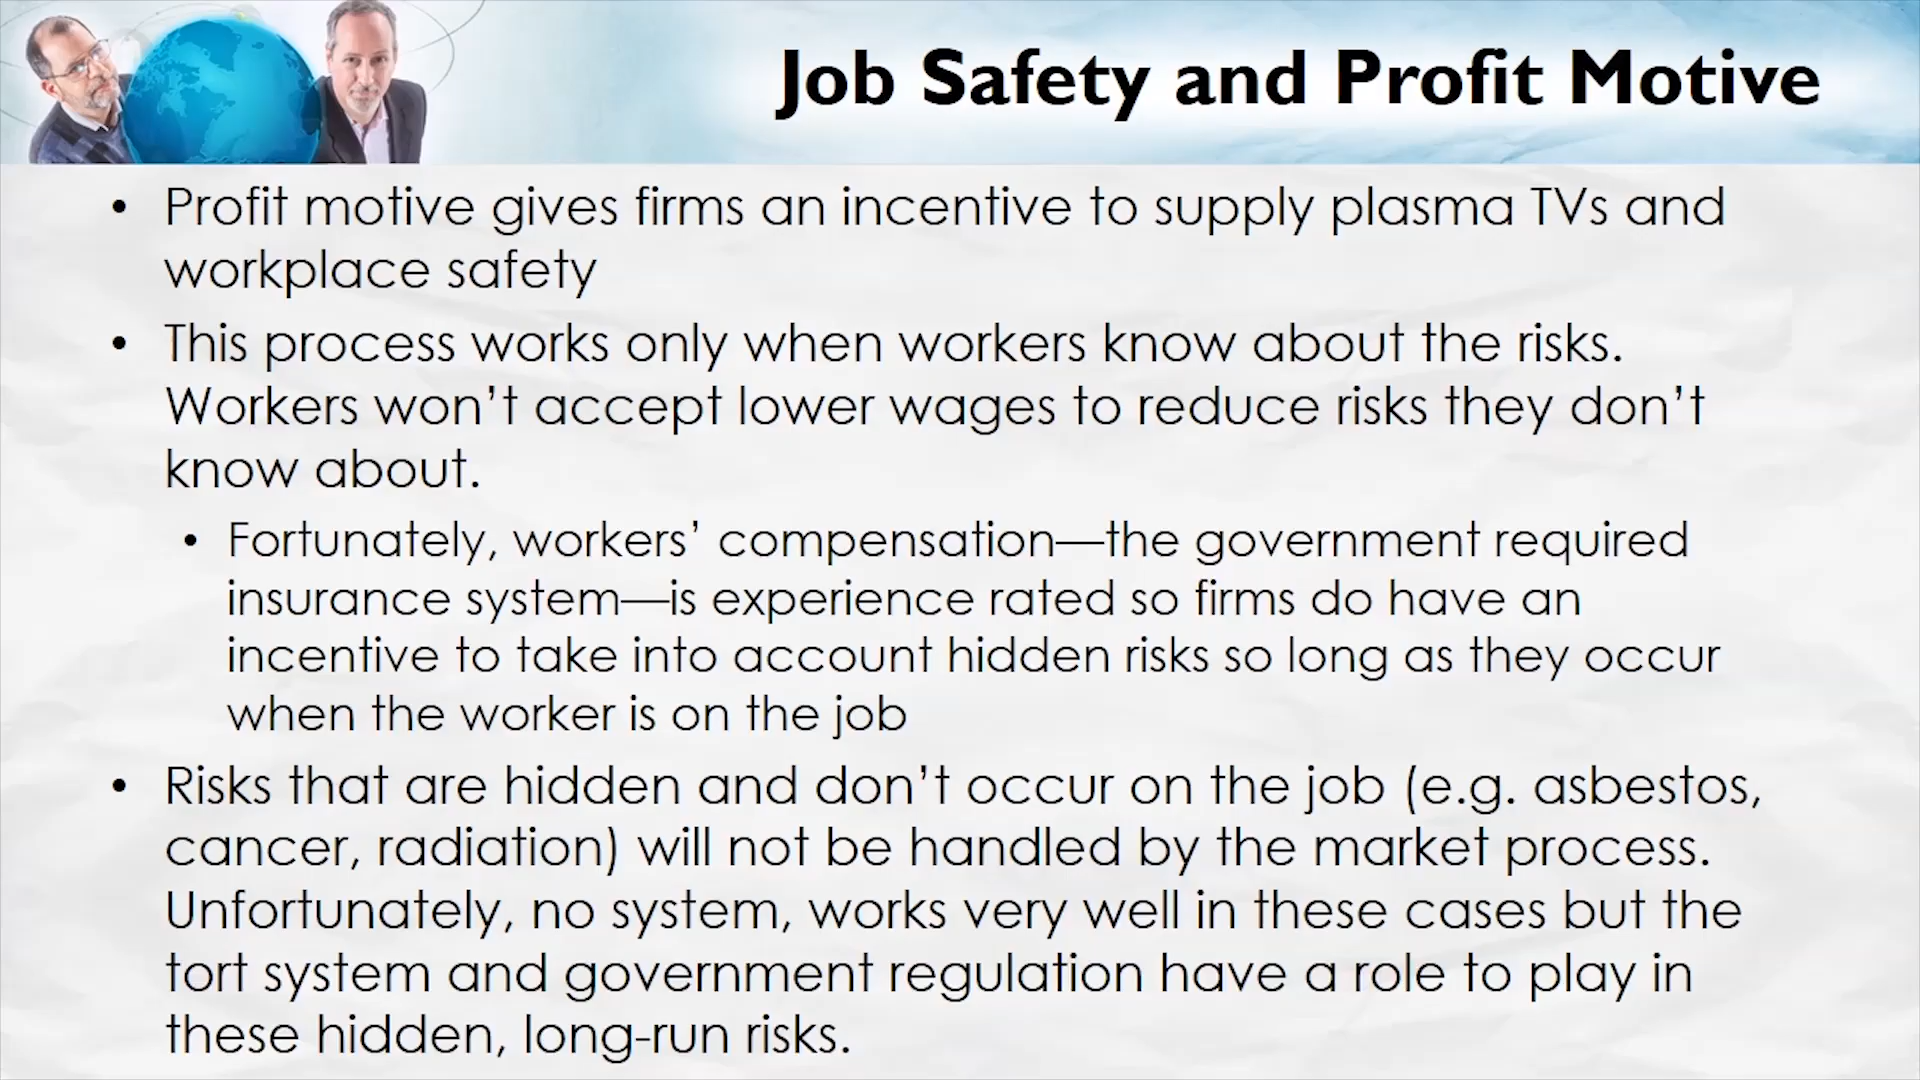 Job Safety and Profit Motive
• Profit motive gives firms an incentive to supply plasma TVs and
workplace safety
• This process works only when workers know about the risks.
Workers won’t accept lower wages to reduce risks they don’t
know about.
• Fortunately, workers’ compensation—the government required
insurance system—is experience rated so firms do have an
incentive to take into account hidden risks so long as they occur
when the worker is on the job
• Risks that are hidden and don’t occur on the job (e.g. asbestos,
cancer, radiation) will not be handled by the market process.
Unfortunately, no system, works very well in these cases but the
tort system and government regulation have a role to play in
these hidden, long-run risks.